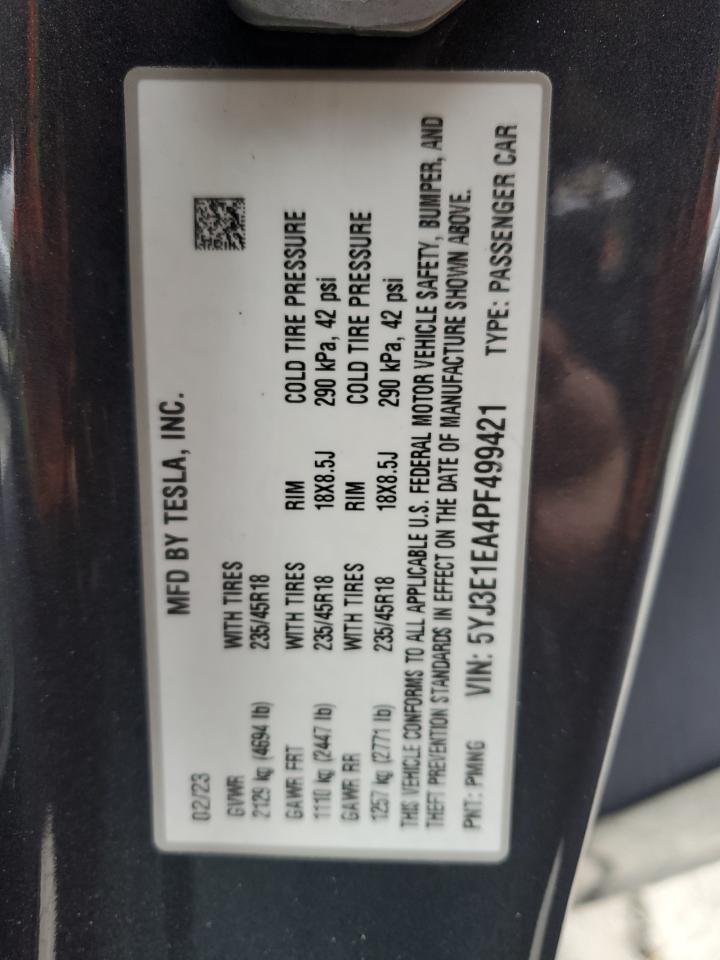 MFD BY TESLA, INC.
02/23
GVWR WITH TIRES
2129 kg (4694 lb) 235/45R18
GAWR FRT WITH TIRES RIM COLD TIRE PRESSURE
1110 kg (2447 lb) 235/45R18 18X8.5J 290 kPa, 42 psi
GAWR RR WITH TIRES RIM COLD TIRE PRESSURE
1257 kg (2771 lb) 235/45R18 18X8.5J 290 kPa, 42 psi
THIS VEHICLE CONFORMS TO ALL APPLICABLE U.S. FEDERAL MOTOR VEHICLE SAFETY, BUMPER, AND
THEFT PREVENTION STANDARDS IN EFFECT ON THE DATE OF MANUFACTURE SHOWN ABOVE.
PNT: PMNG VIN: 5YJ3E1EA4PF499421 TYPE: PASSENGER CAR